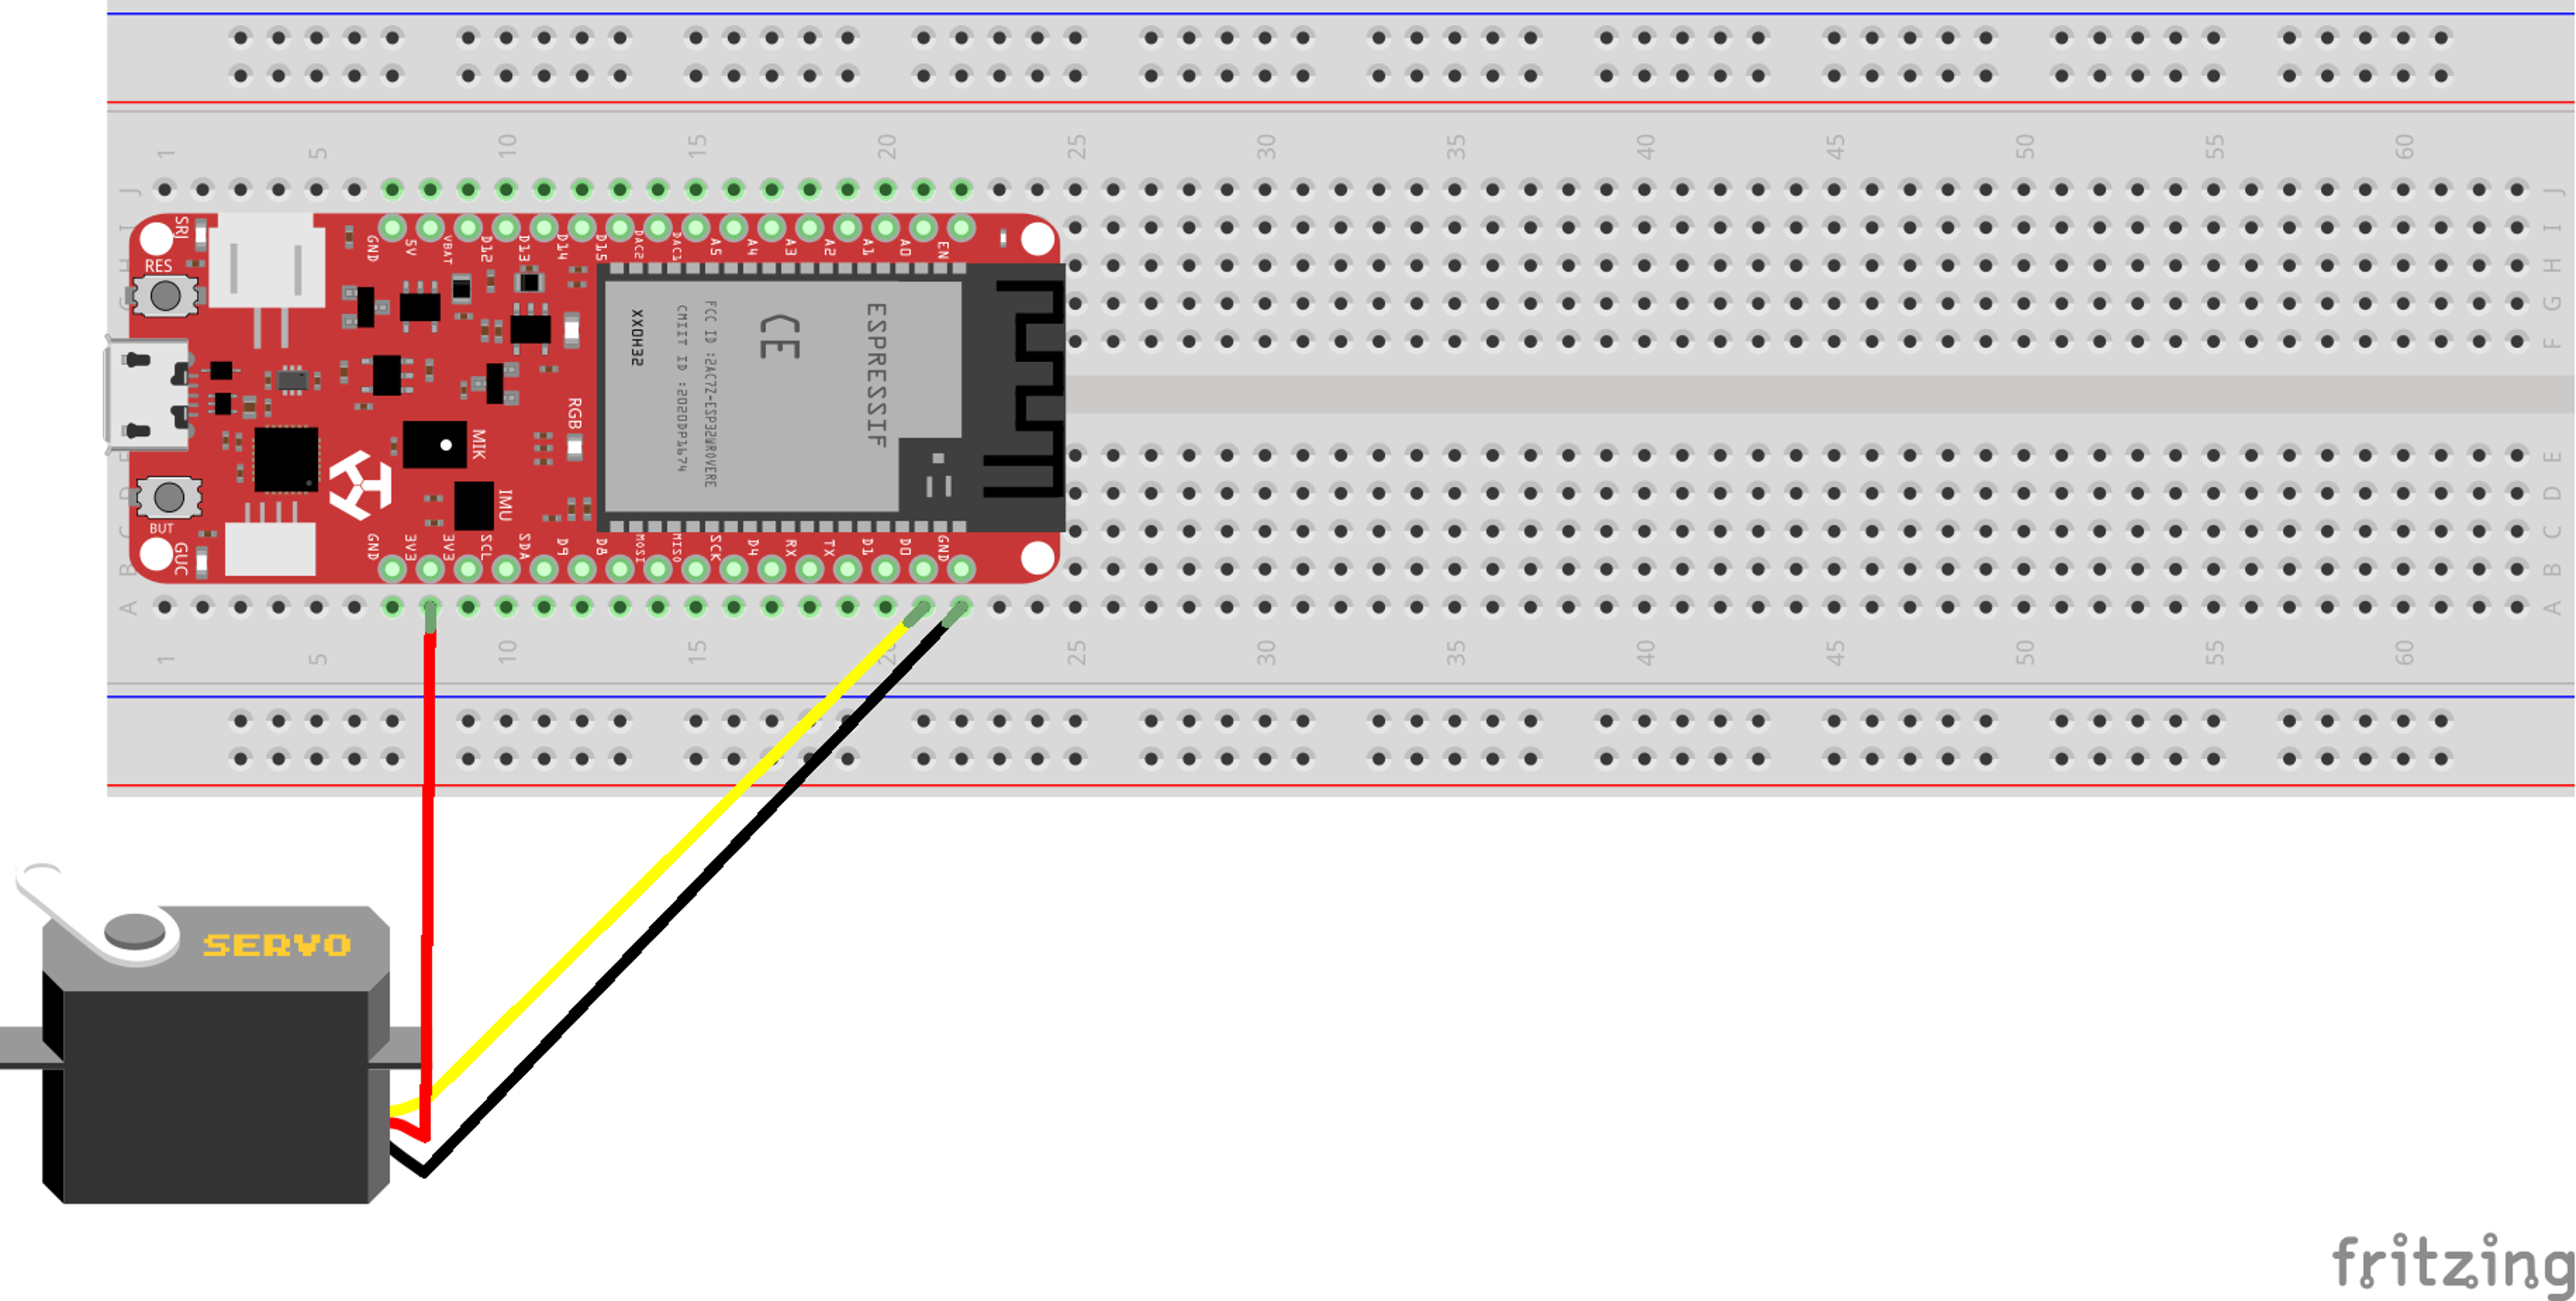 1 5 10 15 20 25 30 35 40 45 50 55 60
J J
I I
H H
G G
F
E
D D
C C
B B
A A
SRJ
RES
GND 5V VBAT D12 D13 D14 D15 DAC2 DAC1 A5 A4 A3 A2 A1 A0 EN
XX0H32
CMIIT ID :2020DP1674
FCC ID :2AC7Z-ESP32WROVERE
CE
ESPRESSIF
RGB
MIK
IMU
BUT
GUC
GND 3V3 3V3 SCL SDA D9 D8 MOSI MISO SCK D4 RX TX D1 D0 GND
1 5 10 15 20 25 30 35 40 45 50 55 60
SERVO
fritzing